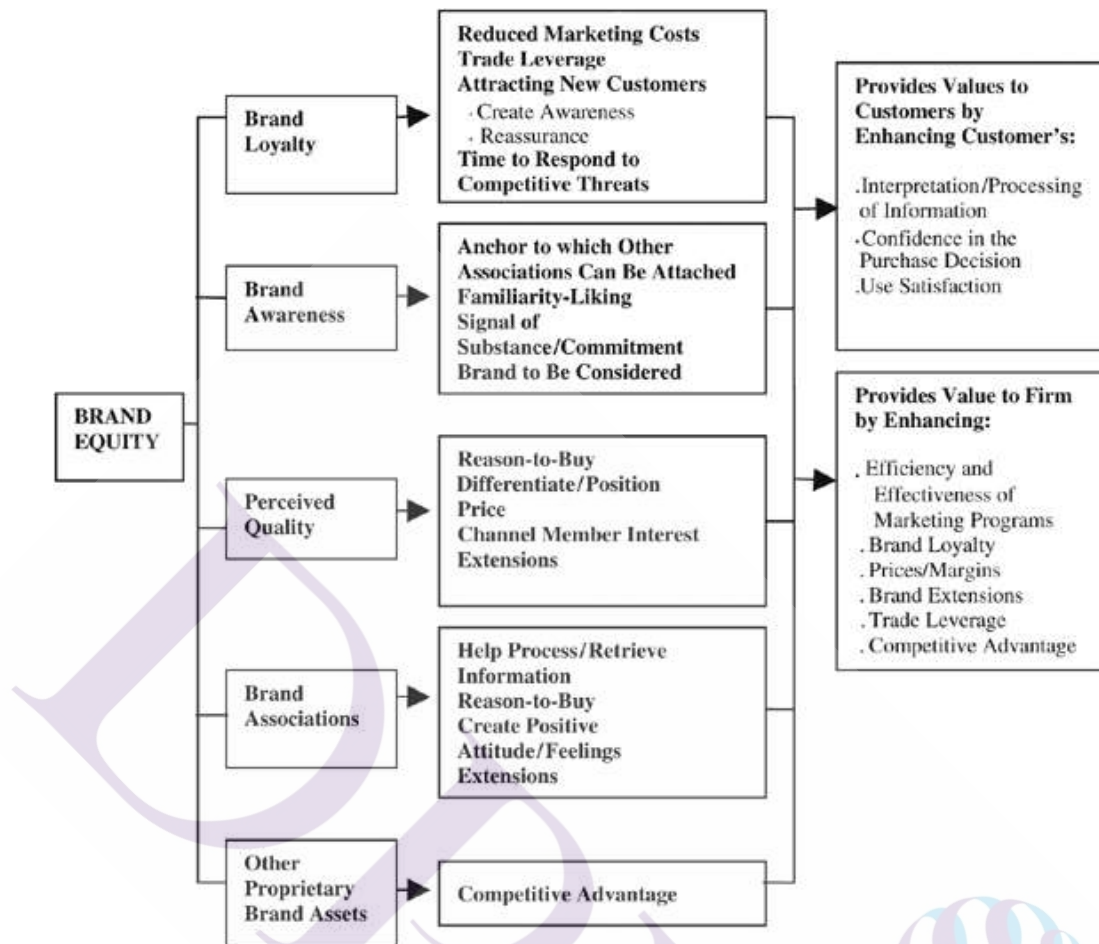 BRAND
EQUITY
Brand
Loyalty
Reduced Marketing Costs
Trade Leverage
Attracting New Customers
. Create Awareness
. Reassurance
Time to Respond to
Competitive Threats
Brand
Awareness
Anchor to which Other
Associations Can Be Attached
Familiarity-Liking
Signal of
Substance/Commitment
Brand to Be Considered
Perceived
Quality
Reason-to-Buy
Differentiate/Position
Price
Channel Member Interest
Extensions
Brand
Associations
Help Process/Retrieve
Information
Reason-to-Buy
Create Positive
Attitude/Feelings
Extensions
Other
Proprietary
Brand Assets
Competitive Advantage
Provides Values to
Customers by
Enhancing Customer's:
.Interpretation/Processing
of Information
.Confidence in the
Purchase Decision
.Use Satisfaction
Provides Value to Firm
by Enhancing:
. Efficiency and
Effectiveness of
Marketing Programs
. Brand Loyalty
. Prices/Margins
. Brand Extensions
. Trade Leverage
. Competitive Advantage